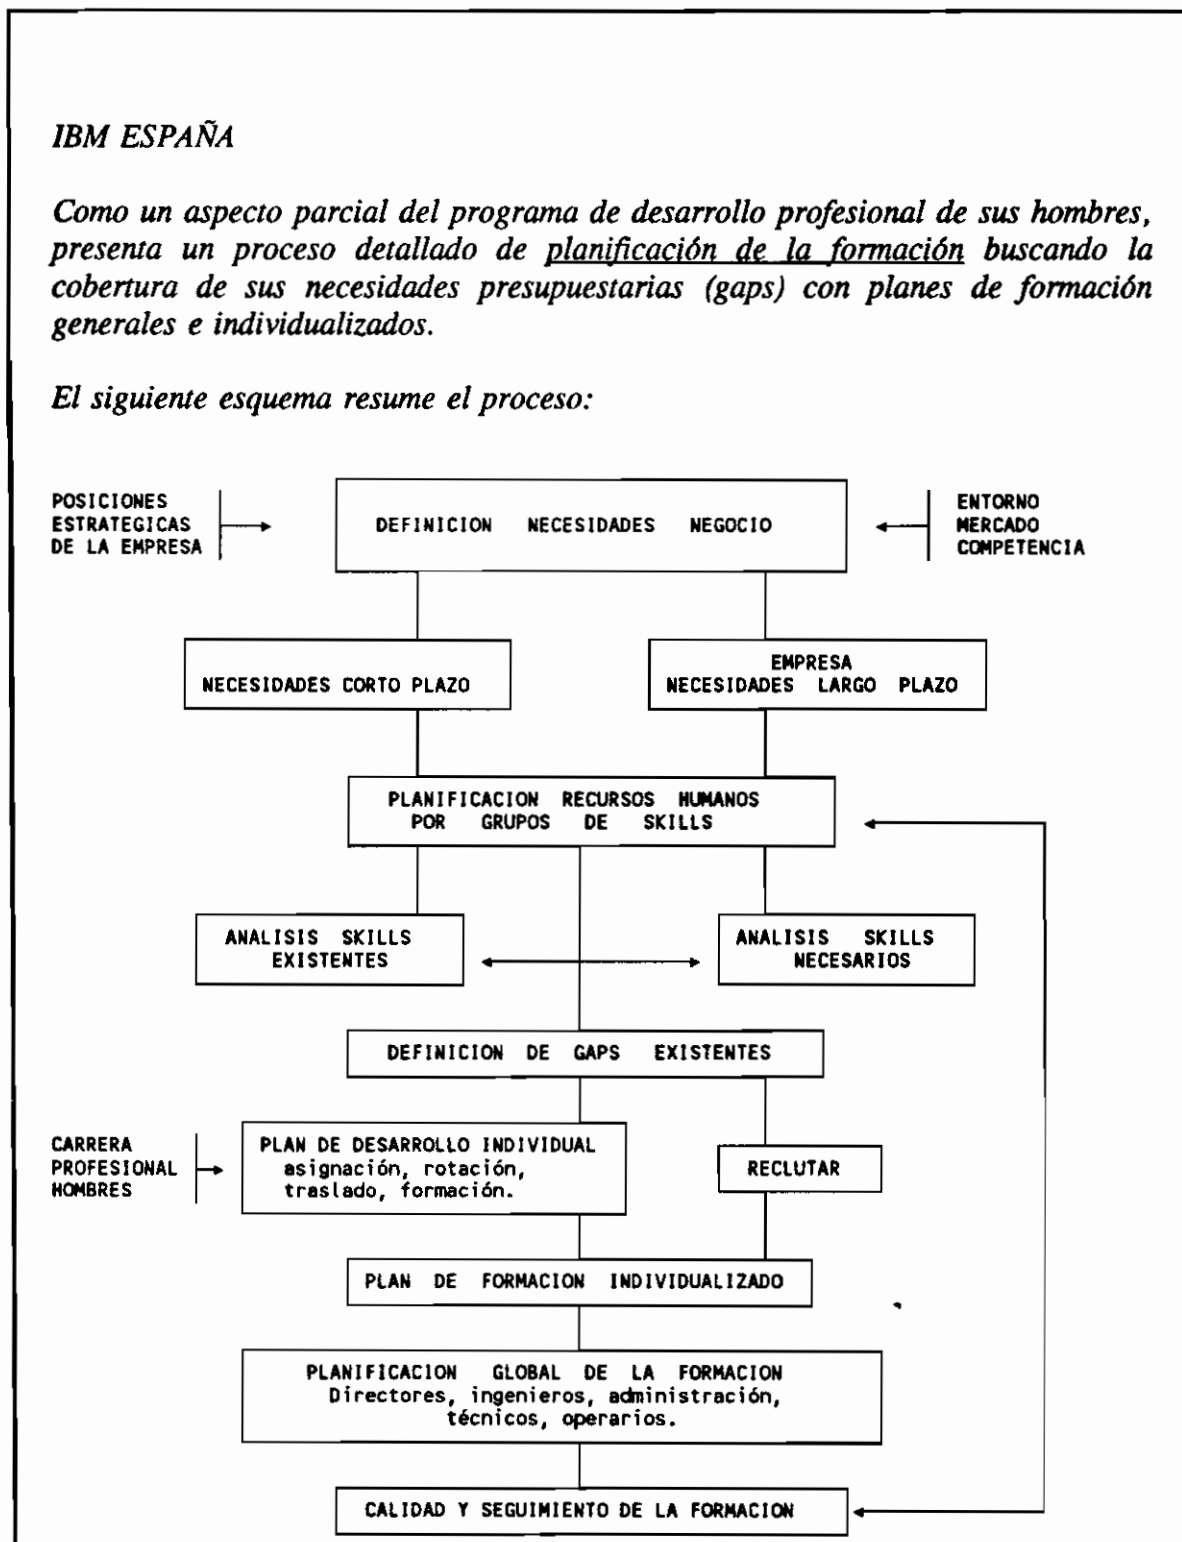 IBM ESPAÑA
Como un aspecto parcial del programa de desarrollo profesional de sus hombres,
presenta un proceso detallado de planificación de la formación buscando la
cobertura de sus necesidades presupuestarias (gaps) con planes de formación
generales e individualizados.
El siguiente esquema resume el proceso:
POSICIONES
ESTRATEGICAS
DE LA EMPRESA
DEFINICION NECESIDADES NEGOCIO
ENTORNO
MERCADO
COMPETENCIA
NECESIDADES CORTO PLAZO
EMPRESA
NECESIDADES LARGO PLAZO
PLANIFICACION RECURSOS HUMANOS
POR GRUPOS DE SKILLS
ANALISIS SKILLS
EXISTENTES
ANALISIS SKILLS
NECESARIOS
DEFINICION DE GAPS EXISTENTES
CARRERA
PROFESIONAL
HOMBRES
PLAN DE DESARROLLO INDIVIDUAL
asignación, rotación,
traslado, formación.
RECLUTAR
PLAN DE FORMACION INDIVIDUALIZADO
PLANIFICACION GLOBAL DE LA FORMACION
Directores, ingenieros, administración,
técnicos, operarios.
CALIDAD Y SEGUIMIENTO DE LA FORMACION